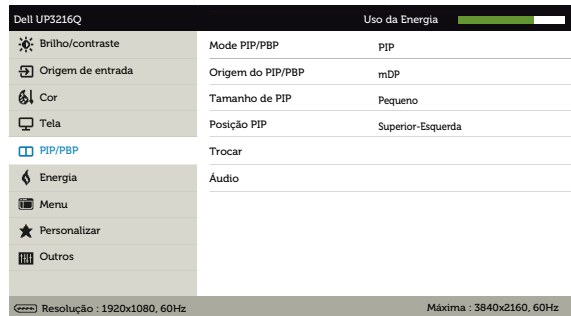 Dell UP3216Q Uso da Energia
Brilho/contraste Mode PIP/PBP PIP
Origem de entrada Origem do PIP/PBP mDP
Cor Tamanho de PIP Pequeno
Tela Posição PIP Superior-Esquerda
PIP/PBP Trocar
Energia Áudio
Menu
Personalizar
Outros
Resolução : 1920x1080, 60Hz Máxima : 3840x2160, 60Hz